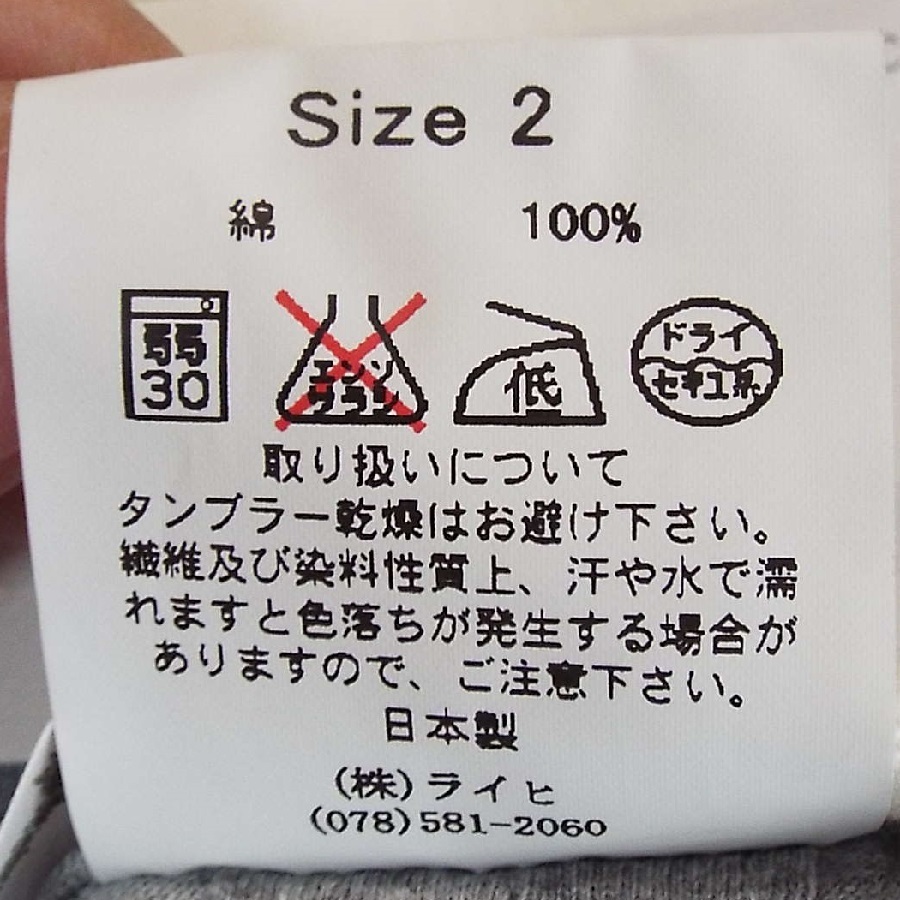 Size 2
綿 100%
弱
30
エンソ
サラシ
低
ドライ
セキユ系
取り扱いについて
タンブラー乾燥はお避け下さい。
繊維及び染料性質上、汗や水で濡
れますと色落ちが発生する場合が
ありますので、ご注意下さい。
日本製
(株)ライヒ
(078)581-2060